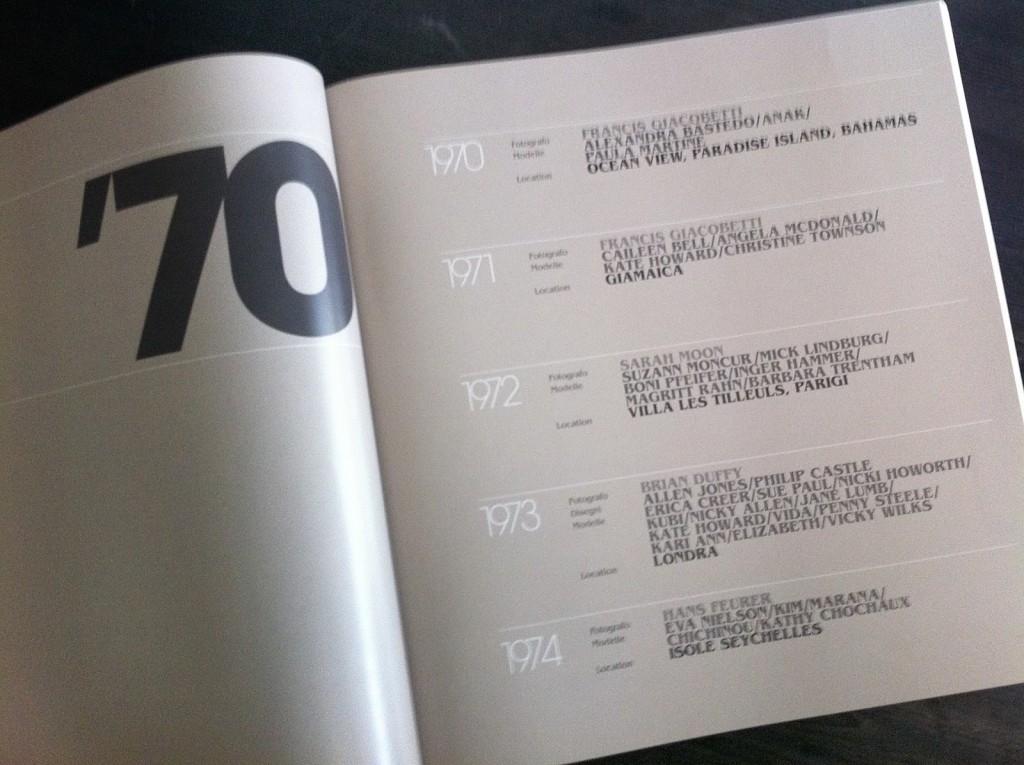 '70
1970
Fotografo
Modelle
Location
FRANCIS GIACOBETTI
ALEXANDRA BASTEDO/ANAK/
PAULA MARTINE
OCEAN VIEW, PARADISE ISLAND, BAHAMAS
1971
Fotografo
Modelle
Location
FRANCIS GIACOBETTI
CAILEEN BELL/ANGELA MCDONALD/
KATE HOWARD/CHRISTINE TOWNSON
GIAMAICA
1972
Fotografo
Modelle
Location
SARAH MOON
SUZANN MONCUR/MICK LINDBURG/
BONI PFEIFER/INGER HAMMER/
MAGRITT RAHN/BARBARA TRENTHAM
VILLA LES TILLEULS, PARIGI
1973
Fotografo
Disegni
Modelle
Location
BRIAN DUFFY
ALLEN JONES/PHILIP CASTLE
ERICA CREER/SUE PAUL/NICKI HOWORTH/
KUBI/NICKY ALLEN/JANE LUMB/
KATE HOWARD/VIDA/PENNY STEELE/
KARI ANN/ELIZABETH/VICKY WILKS
LONDRA
1974
Fotografo
Modelle
Location
HANS FEURER
EVA NIELSON/KIM/MARANA/
CHICHINOU/KATHY CHOCHAUX
ISOLE SEYCHELLES